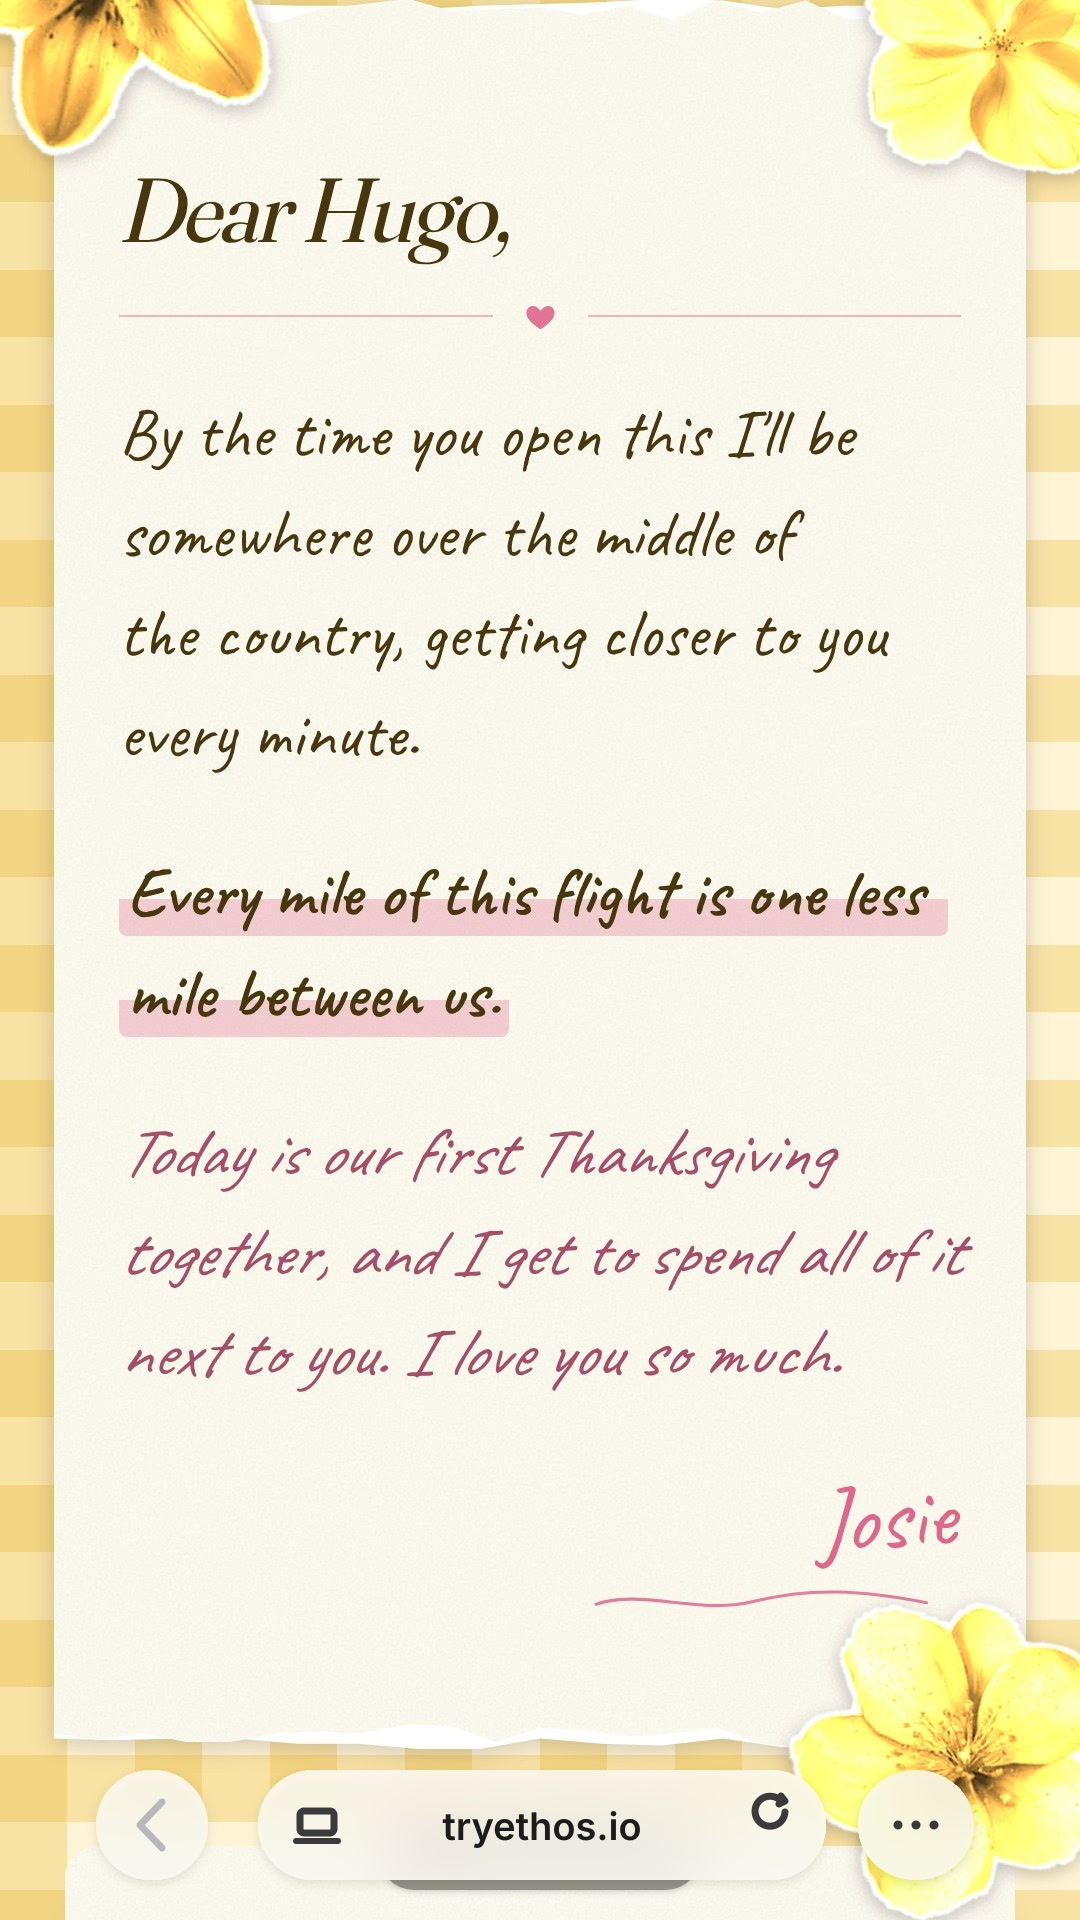 Dear Hugo,
By the time you open this I'll be
somewhere over the middle of
the country, getting closer to you
every minute.
Every mile of this flight is one less
mile between us.
Today is our first Thanksgiving
together, and I get to spend all of it
next to you. I love you so much.
Josie
tryethos.io